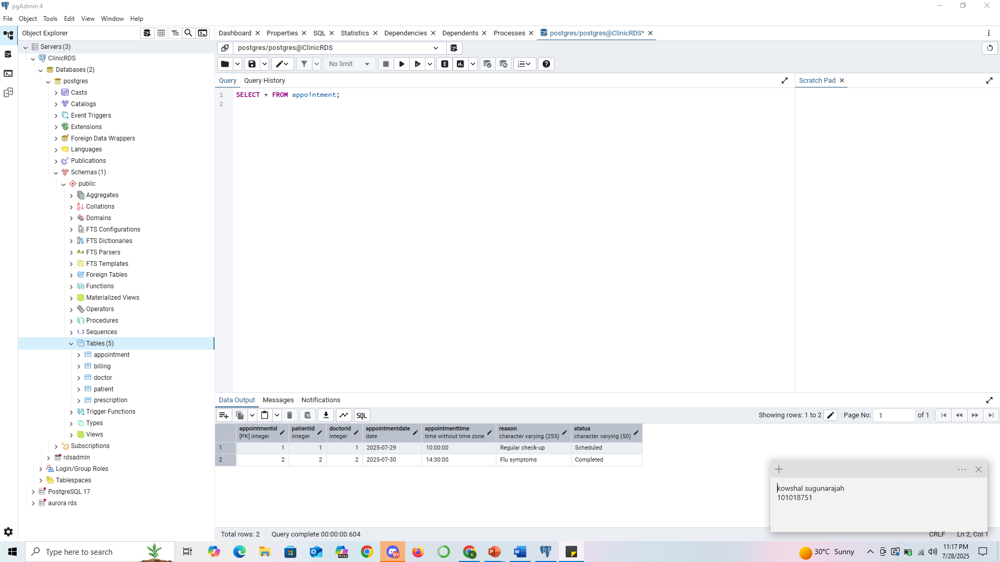 pgAdmin 4
File Object Tools Edit View Window Help
Object Explorer
Dashboard Properties SQL Statistics Dependencies Dependents Processes postgres/postgres@ClinicRDS*
postgres/postgres@ClinicRDS
No limit
Query Query History
Scratch Pad
1 SELECT * FROM appointment;
2
Servers (3)
ClinicRDS
Databases (2)
postgres
Casts
Catalogs
Event Triggers
Extensions
Foreign Data Wrappers
Languages
Publications
Schemas (1)
public
Aggregates
Collations
Domains
FTS Configurations
FTS Dictionaries
Aa FTS Parsers
FTS Templates
Foreign Tables
Functions
Materialized Views
Operators
Procedures
1..3 Sequences
Tables (5)
appointment
billing
doctor
patient
prescription
Trigger Functions
Types
Views
Subscriptions
rdsadmin
Login/Group Roles
Tablespaces
PostgreSQL 17
aurora rds
Data Output Messages Notifications
SQL
Showing rows: 1 to 2 Page No: 1 of 1
appointmentid patientid doctorid appointmentdate appointmenttime reason status
[PK] integer integer integer date time without time zone character varying (255) character varying (50)
1 1 1 1 2025-07-29 10:00:00 Regular check-up Scheduled
2 2 2 2 2025-07-30 14:30:00 Flu symptoms Completed
kowshal sugunarajah
101018751
Total rows: 2 Query complete 00:00:00.604
CRLF Ln 2, Col 1
Type here to search
M365
9+
30°C Sunny
11:17 PM
7/28/2025